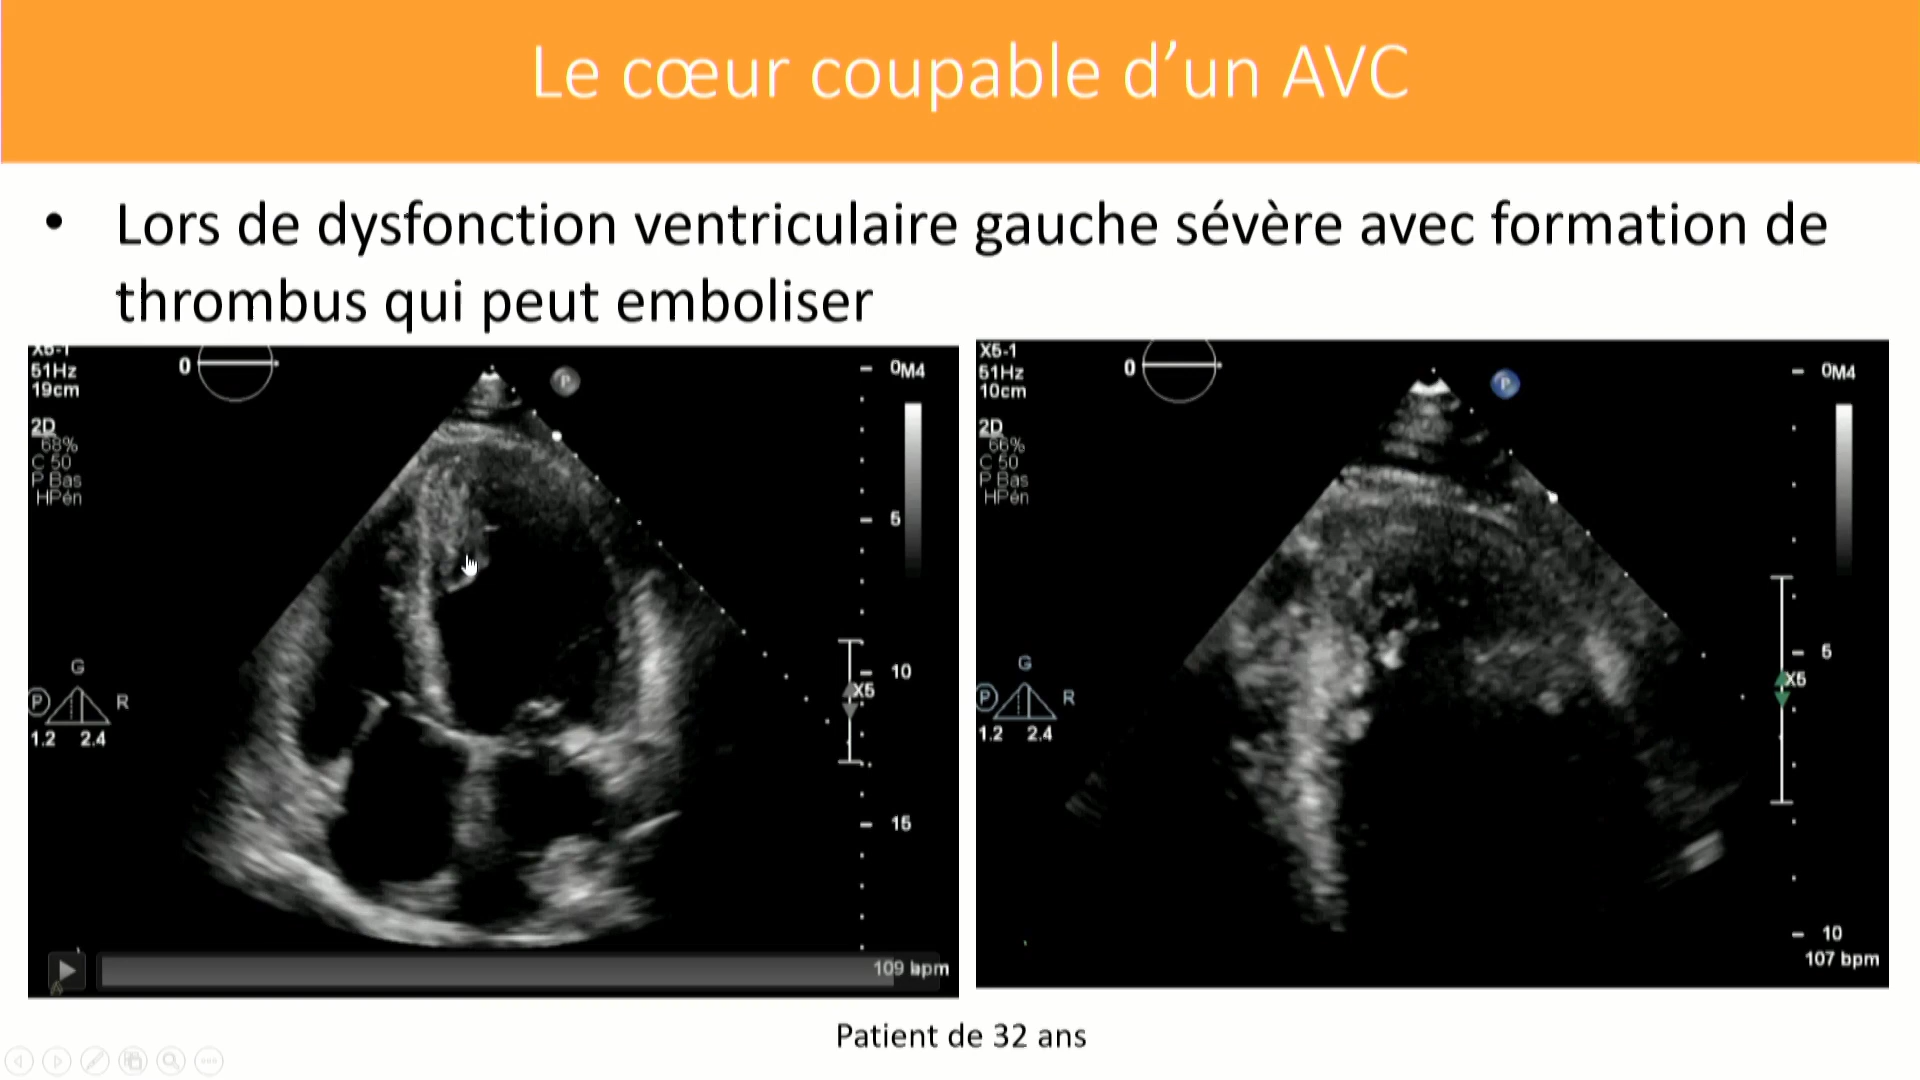 Le cœur coupable d’un AVC
• Lors de dysfonction ventriculaire gauche sévère avec formation de
thrombus qui peut emboliser
X5-1
51Hz
19cm
2D
68%
C 50
P Bas
HPén
0
P
0M4
5
10
X5
15
G
P R
1.2 2.4
109 bpm
X5-1
51Hz
10cm
2D
66%
C 50
P Bas
HPén
0
P
0M4
5
X5
10
G
P R
1.2 2.4
107 bpm
Patient de 32 ans